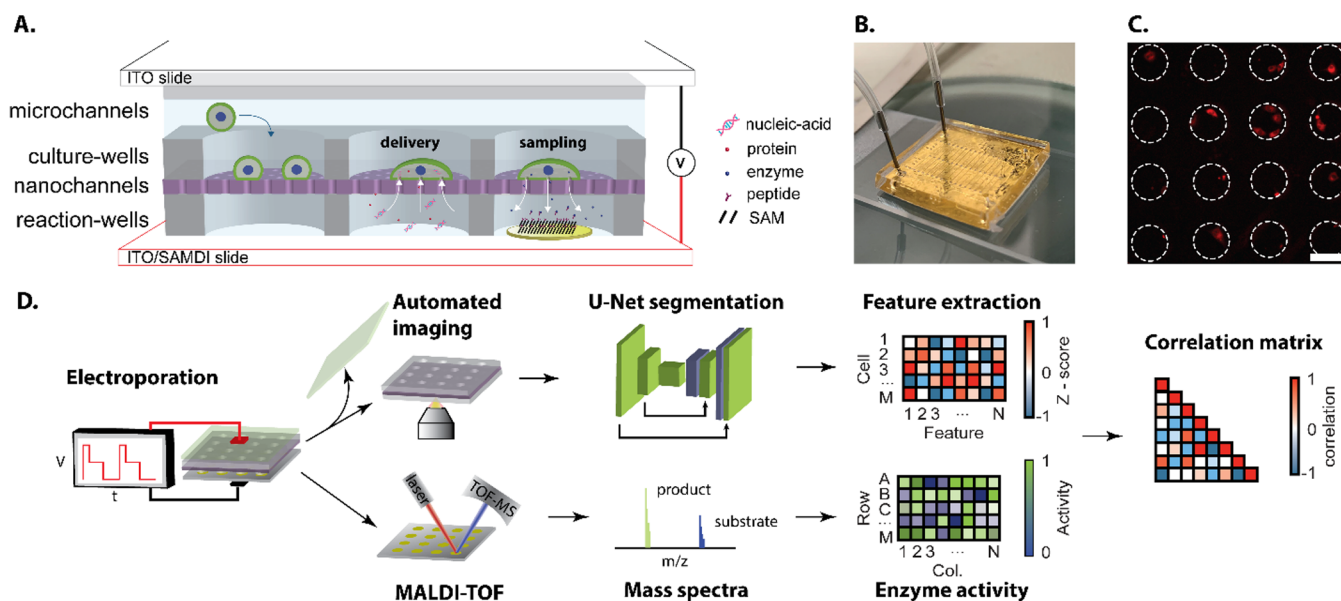 A.
ITO slide
microchannels
culture-wells
nanochannels
reaction-wells
delivery
sampling
ITO/SAMDI slide
V
nucleic-acid
protein
enzyme
peptide
SAM
B.
C.
D.
Electroporation
V
t
Automated
imaging
laser
TOF-MS
MALDI-TOF
U-Net segmentation
product
substrate
m/z
Mass spectra
Feature extraction
Cell
1
2
3
...
M
1 2 3 ... N
Feature
1
0
-1
Z - score
Row
A
B
C
...
M
1 2 3 ... N
Col.
1
0
Activity
Enzyme activity
Correlation matrix
1
0
-1
correlation